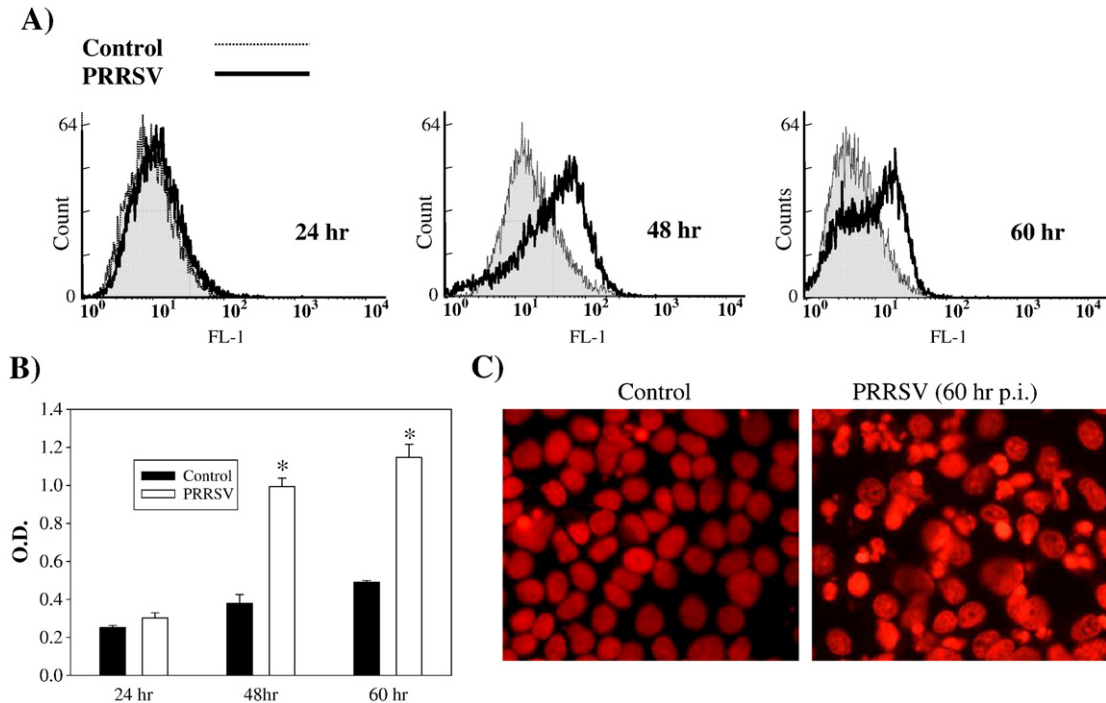 A)
Control
PRRSV
64
Count
0
24 hr
10^0 10^1 10^2 10^3 10^4
FL-1
64
Count
0
48 hr
10^0 10^1 10^2 10^3 10^4
FL-1
64
Counts
0
60 hr
10^0 10^1 10^2 10^3 10^4
FL-1
B)
1.4
1.2
1.0
0.8
0.6
0.4
0.2
0.0
O.D.
Control
PRRSV
*
*
24 hr
48hr
60 hr
C)
Control
PRRSV (60 hr p.i.)